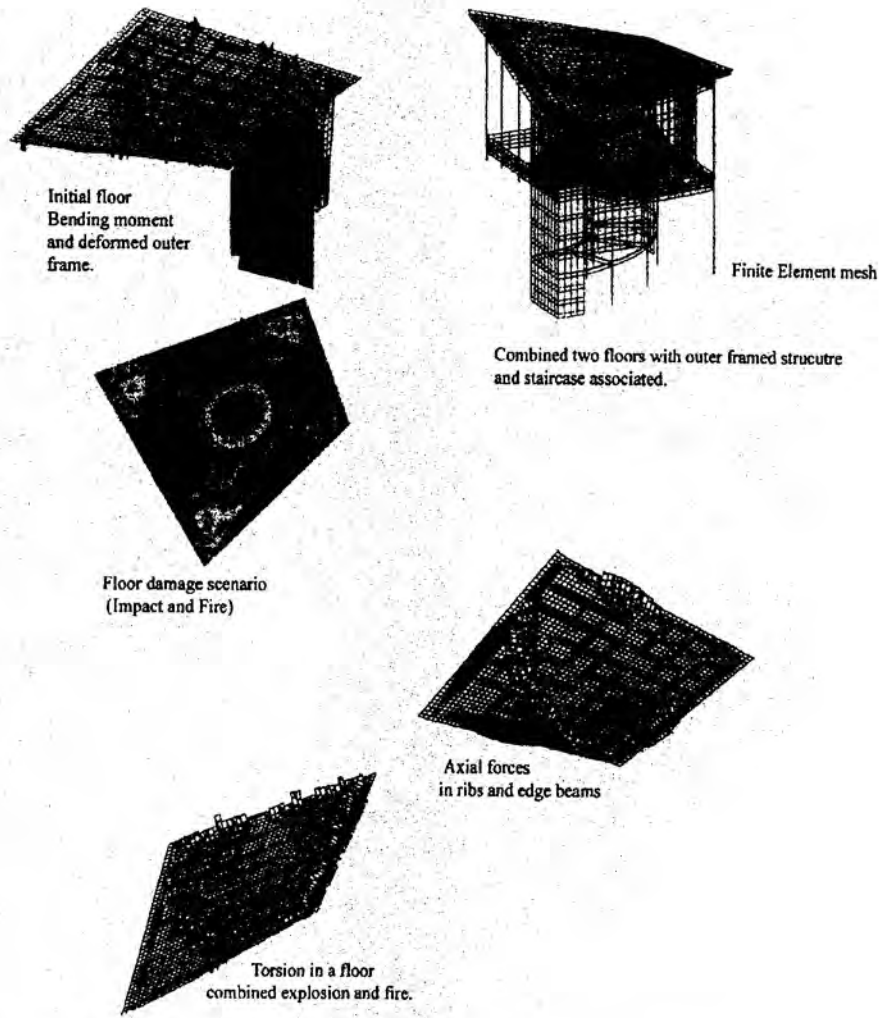 Initial floor
Bending moment
and deformed outer
frame.
Finite Element mesh
Combined two floors with outer framed strucutre
and staircase associated.
Floor damage scenario
(Impact and Fire)
Axial forces
in ribs and edge beams
Torsion in a floor
combined explosion and fire.